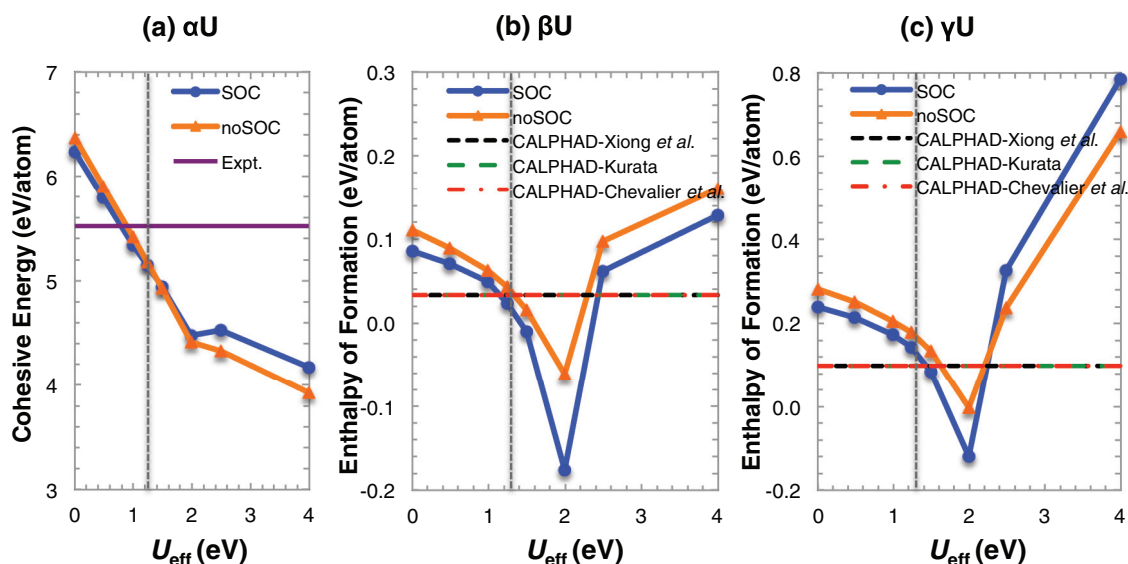 (a) αU
Cohesive Energy (eV/atom)
7
6
5
4
3
0
1
2
3
4
SOC
noSOC
Expt.
U_eff (eV)
(b) βU
Enthalpy of Formation (eV/atom)
0.3
0.2
0.1
0.0
-0.1
-0.2
0
1
2
3
4
SOC
noSOC
CALPHAD-Xiong et al.
CALPHAD-Kurata
CALPHAD-Chevalier et al.
U_eff (eV)
(c) γU
Enthalpy of Formation (eV/atom)
0.8
0.6
0.4
0.2
0.0
-0.2
0
1
2
3
4
SOC
noSOC
CALPHAD-Xiong et al.
CALPHAD-Kurata
CALPHAD-Chevalier et al.
U_eff (eV)